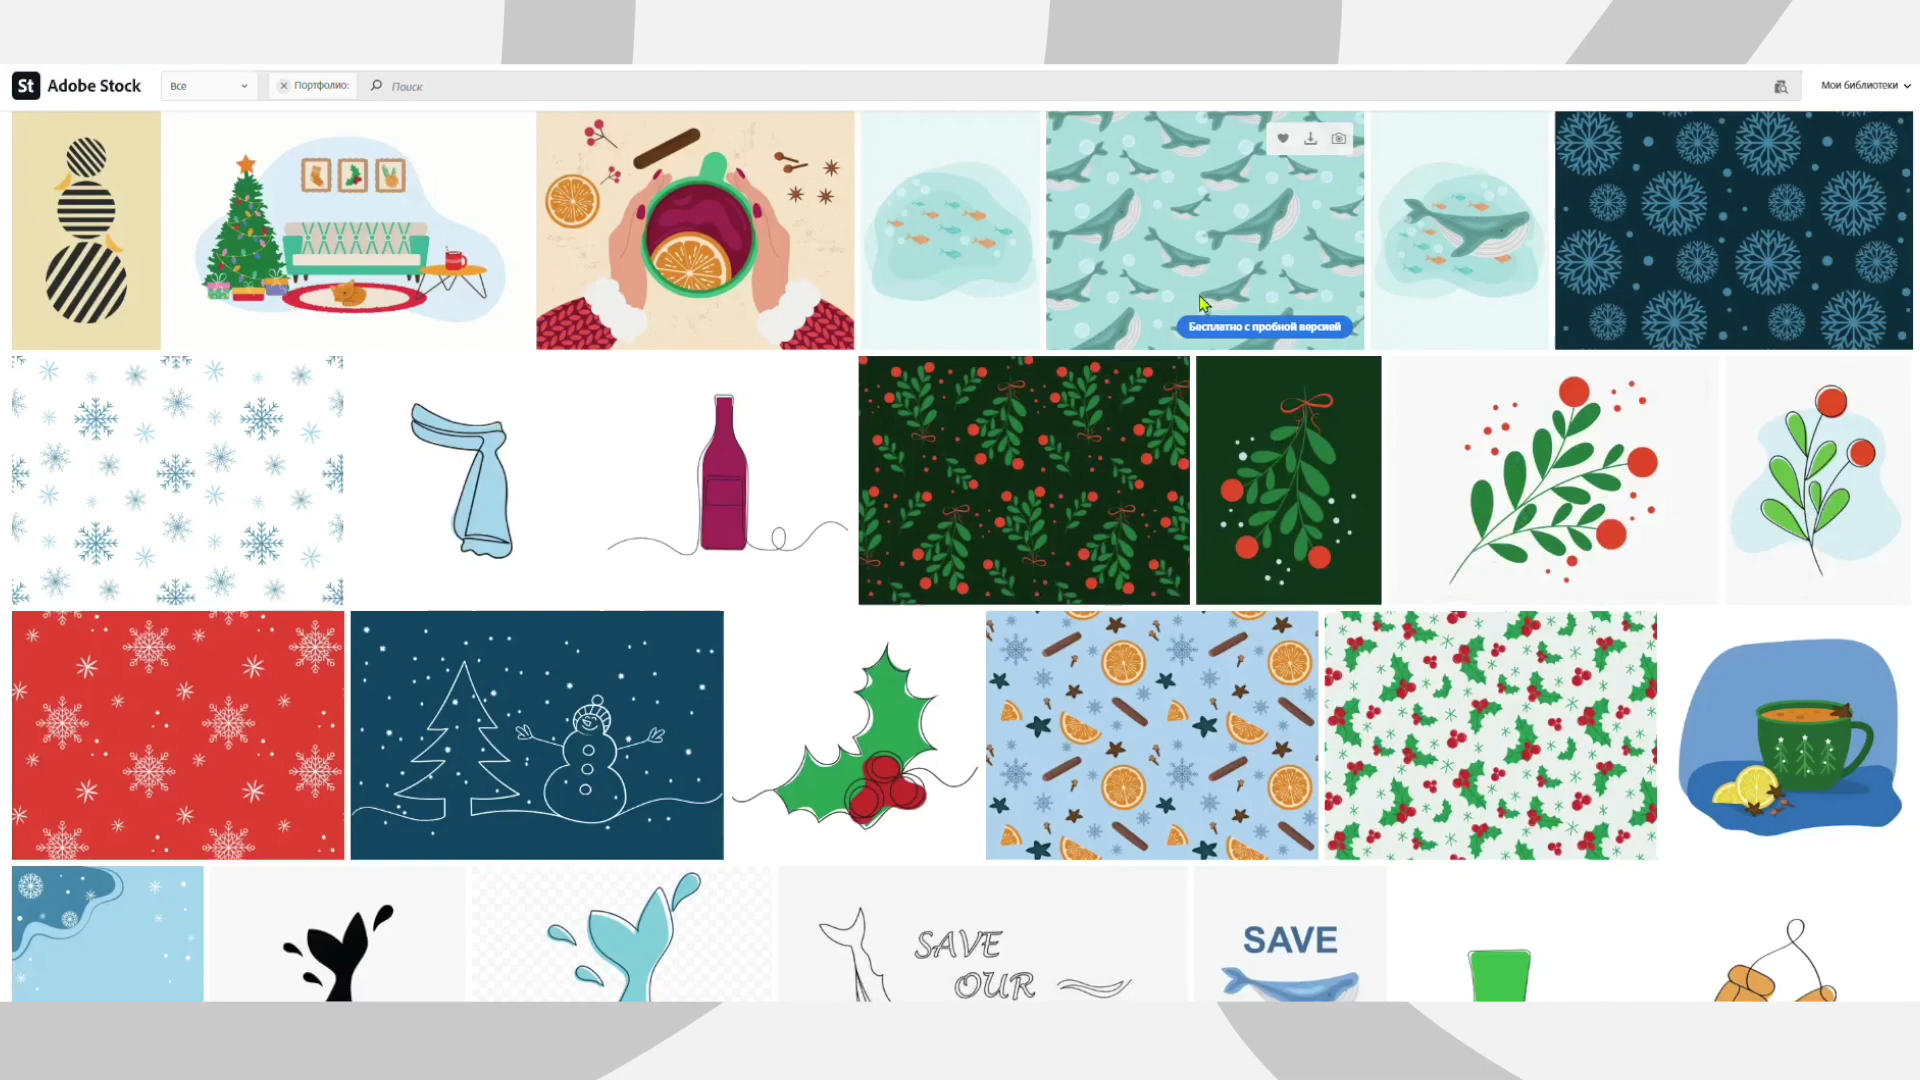 St Adobe Stock
Все
Портфолио:
Поиск
Мои библиотеки
Бесплатно с пробной версией
SAVE
OUR
SAVE